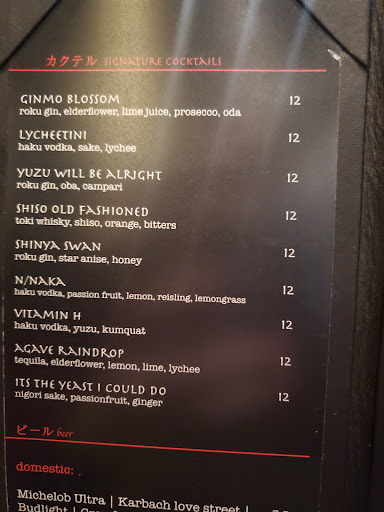 カクテル SIGNATURE COCKTAILS
GINMO BLOSSOM 12
roku gin, elderflower, lime juice, prosecco, oda
LYCHEETINI 12
haku vodka, sake, lychee
YUZU WILL BE ALRIGHT 12
roku gin, oba, campari
SHISO OLD FASHIONED 12
toki whisky, shiso, orange, bitters
SHINYA SWAN 12
roku gin, star anise, honey
N/NAKA 12
haku vodka, passion fruit, lemon, reisling, lemongrass
VITAMIN H 12
haku vodka, yuzu, kumquat
AGAVE RAINDROP 12
tequila, elderflower, lemon, lime, lychee
ITS THE YEAST I COULD DO 12
nigori sake, passionfruit, ginger
ビール beer
domestic:
Michelob Ultra | Karbach love street |
Budlight |